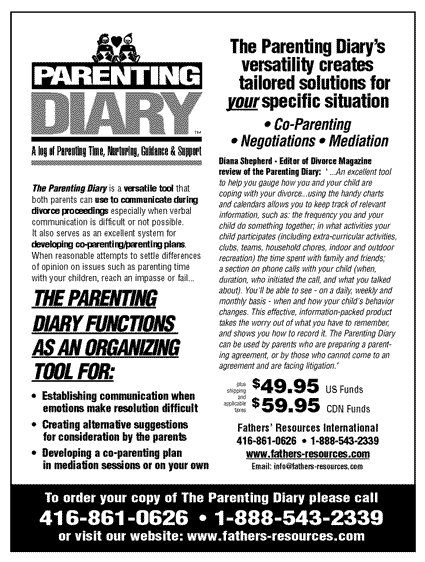 PARENTING
DIARY™
A log of Parenting Time, Nurturing, Guidance & Support
The Parenting Diary is a versatile tool that
both parents can use to communicate during
divorce proceedings especially when verbal
communication is difficult or not possible.
It also serves as an excellent system for
developing co-parenting/parenting plans.
When reasonable attempts to settle differences
of opinion on issues such as parenting time
with your children, reach an impasse or fail...
THE PARENTING
DIARY FUNCTIONS
AS AN ORGANIZING
TOOL FOR:
• Establishing communication when
emotions make resolution difficult
• Creating alternative suggestions
for consideration by the parents
• Developing a co-parenting plan
in mediation sessions or on your own
The Parenting Diary's
versatility creates
tailored solutions for
your specific situation
• Co-Parenting
• Negotiations • Mediation
Diana Shepherd - Editor of Divorce Magazine
review of the Parenting Diary: ' ...An excellent tool
to help you gauge how you and your child are
coping with your divorce...using the handy charts
and calendars allows you to keep track of relevant
information, such as: the frequency you and your
child do something together; in what activities your
child participates (including extra-curricular activities,
clubs, teams, household chores, indoor and outdoor
recreation) the time spent with family and friends;
a section on phone calls with your child (when,
duration, who initiated the call, and what you talked
about). You'll be able to see - on a daily, weekly and
monthly basis - when and how your child's behavior
changes. This effective, information-packed product
takes the worry out of what you have to remember,
and shows you how to record it. The Parenting Diary
can be used by parents who are preparing a parent-
ing agreement, or by those who cannot come to an
agreement and are facing litigation.'
plus
shipping
and
applicable
taxes
$49.95 US Funds
$59.95 CDN Funds
Fathers' Resources International
416-861-0626 • 1-888-543-2339
www.fathers-resources.com
Email: info@fathers-resources.com
To order your copy of The Parenting Diary please call
416-861-0626 • 1-888-543-2339
or visit our website: www.fathers-resources.com